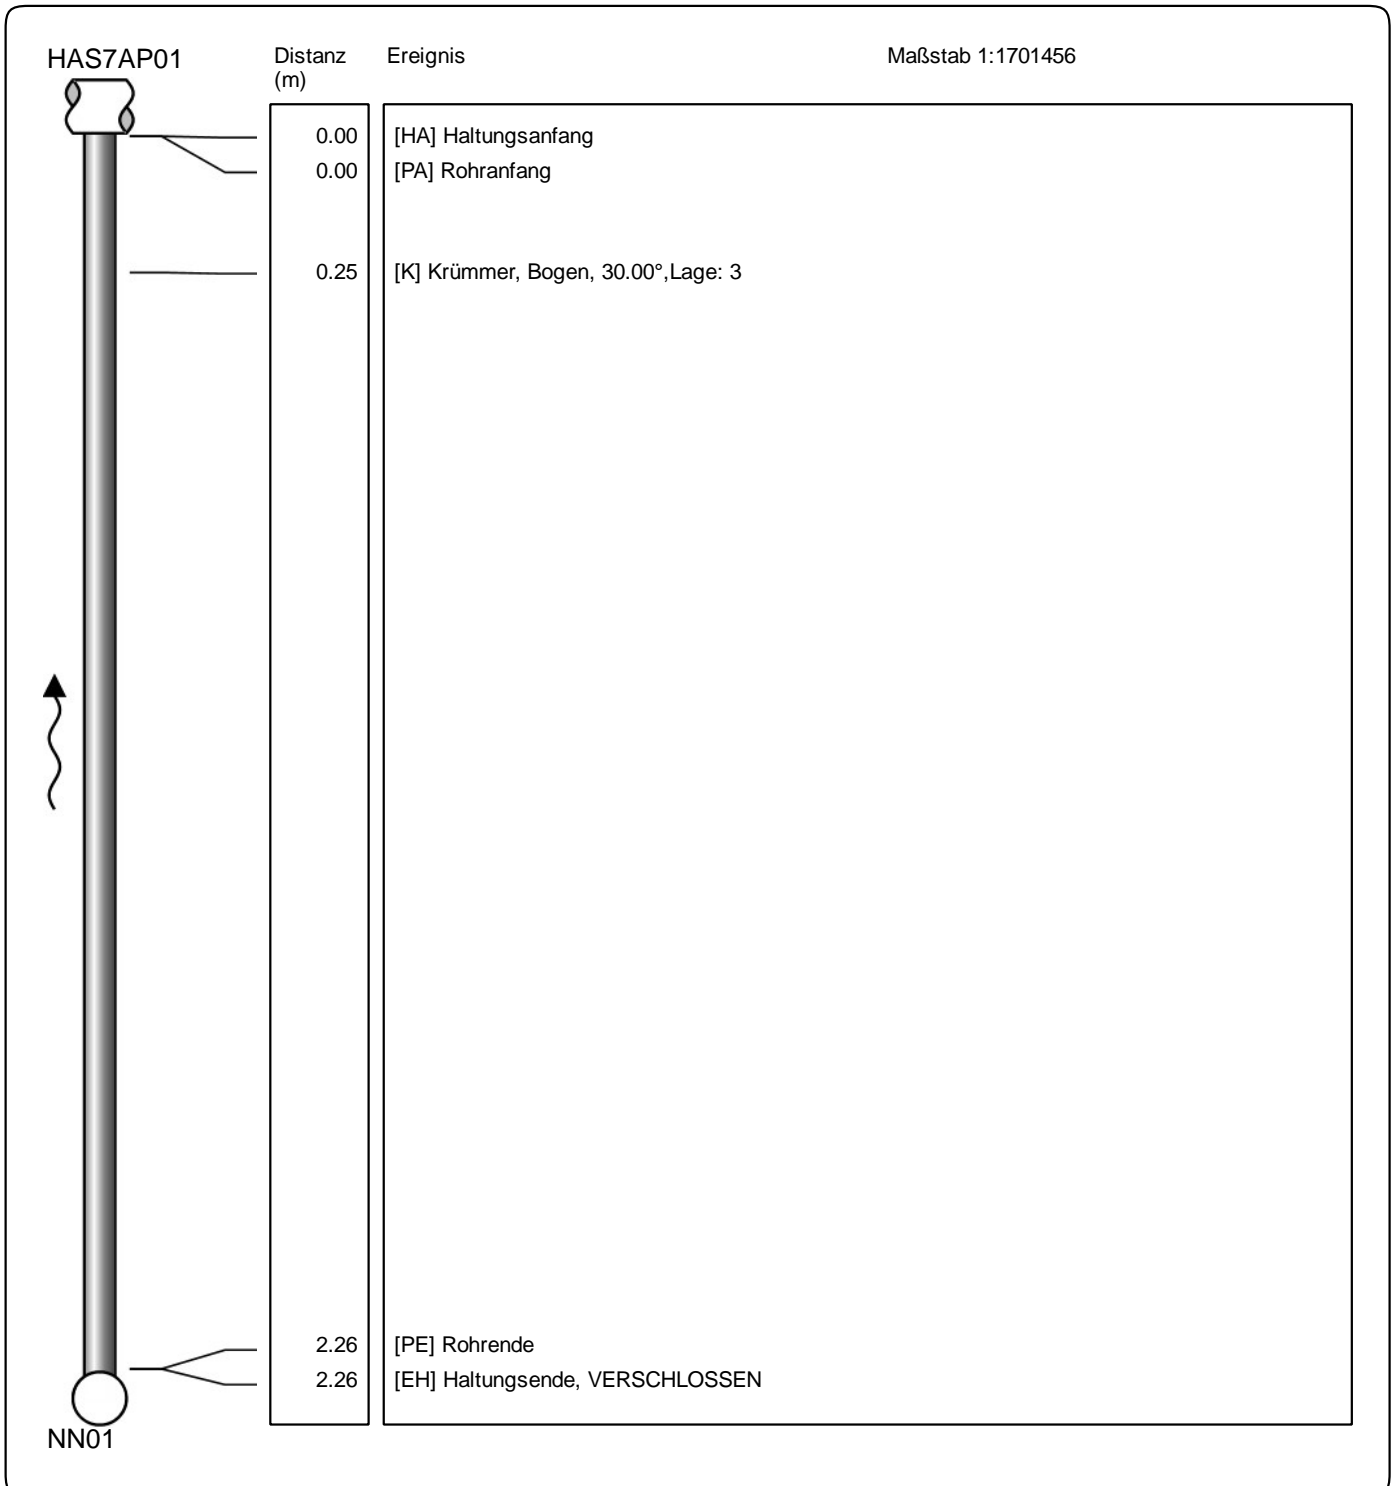 HAS7AP01
Distanz
(m)
Ereignis
Maßstab 1:1701456
0.00 [HA] Haltungsanfang
0.00 [PA] Rohranfang
0.25 [K] Krümmer, Bogen, 30.00°,Lage: 3
2.26 [PE] Rohrende
2.26 [EH] Haltungsende, VERSCHLOSSEN
NN01